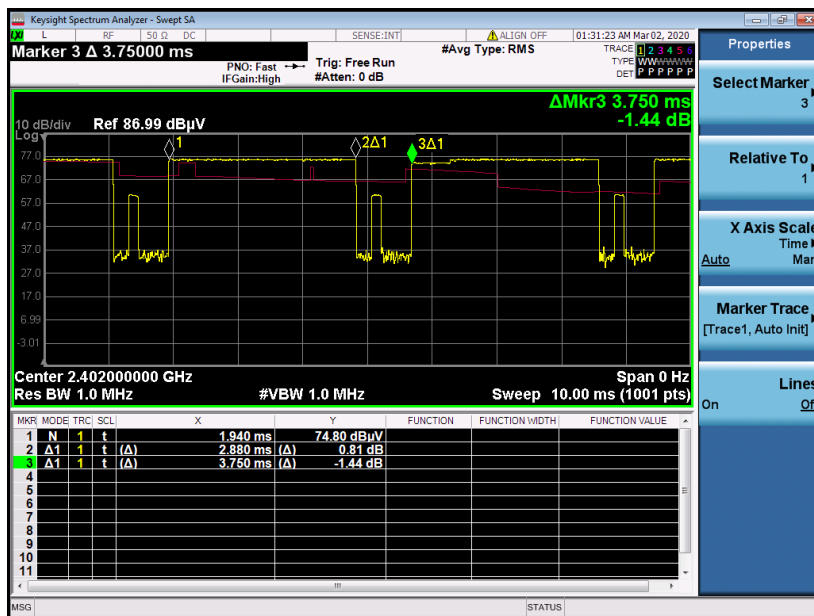 Keysight Spectrum Analyzer - Swept SA
LXI L RF 50 Ω DC SENSE:INT ALIGN OFF 01:31:23 AM Mar 02, 2020
Marker 3 Δ 3.75000 ms
PNO: Fast
IFGain:High
Trig: Free Run
#Atten: 0 dB
#Avg Type: RMS
TRACE 1 2 3 4 5 6
TYPE WWWWWW
DET P P P P P P
ΔMkr3 3.750 ms
-1.44 dB
10 dB/div Ref 86.99 dBµV
Log
1 2Δ1 3Δ1
77.0
67.0
57.0
47.0
37.0
27.0
17.0
6.99
-3.01
Center 2.402000000 GHz Span 0 Hz
Res BW 1.0 MHz #VBW 1.0 MHz Sweep 10.00 ms (1001 pts)
MKR MODE TRC SCL X Y FUNCTION FUNCTION WIDTH FUNCTION VALUE
1 N 1 t 1.940 ms 74.80 dBµV
2 Δ1 1 t (Δ) 2.880 ms (Δ) 0.81 dB
3 Δ1 1 t (Δ) 3.750 ms (Δ) -1.44 dB
4
5
6
7
8
9
10
11
MSG STATUS
Properties
Select Marker
3
Relative To
1
X Axis Scale
Time
Auto Man
Marker Trace
[Trace1, Auto Init]
Lines
On Off